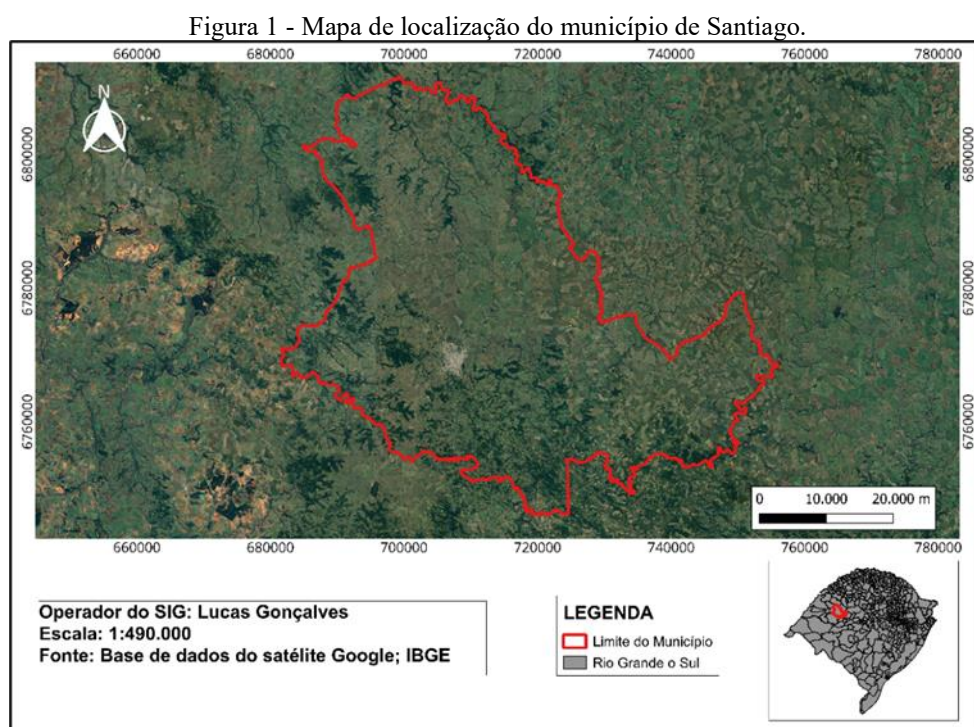 Figura 1 - Mapa de localização do município de Santiago.
660000 680000 700000 720000 740000 760000 780000
N
6800000 6800000
6780000 6780000
6760000 6760000
0 10.000 20.000 m
660000 680000 700000 720000 740000 760000 780000
Operador do SIG: Lucas Gonçalves
Escala: 1:490.000
Fonte: Base de dados do satélite Google; IBGE
LEGENDA
Limite do Município
Rio Grande o Sul